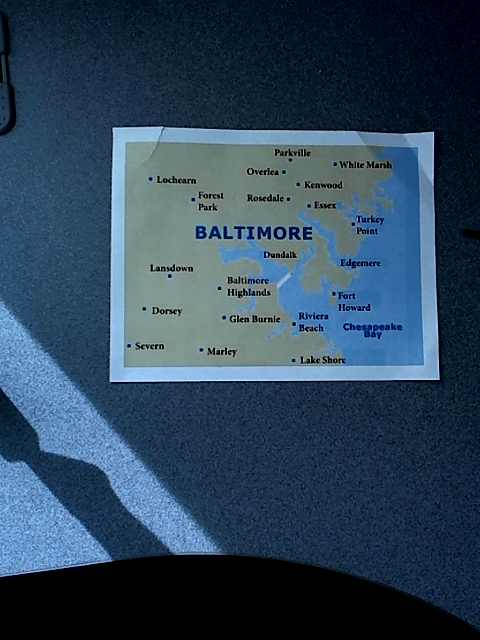 Parkville
White Marsh
Overlea
Lochearn
Kenwood
Forest
Park
Rosedale
Essex
Turkey
Point
BALTIMORE
Dundalk
Edgemere
Lansdown
Baltimore
Highlands
Fort
Howard
Dorsey
Glen Burnie
Riviera
Beach
Chesapeake
Bay
Severn
Marley
Lake Shore